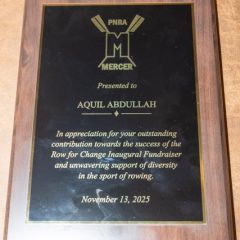 PNRA
M
MERCER
Presented to
AQUIL ABDULLAH
In appreciation for your outstanding
contribution towards the success of the
Row for Change Inaugural Fundraiser
and unwavering support of diversity
in the sport of rowing.
November 13, 2025